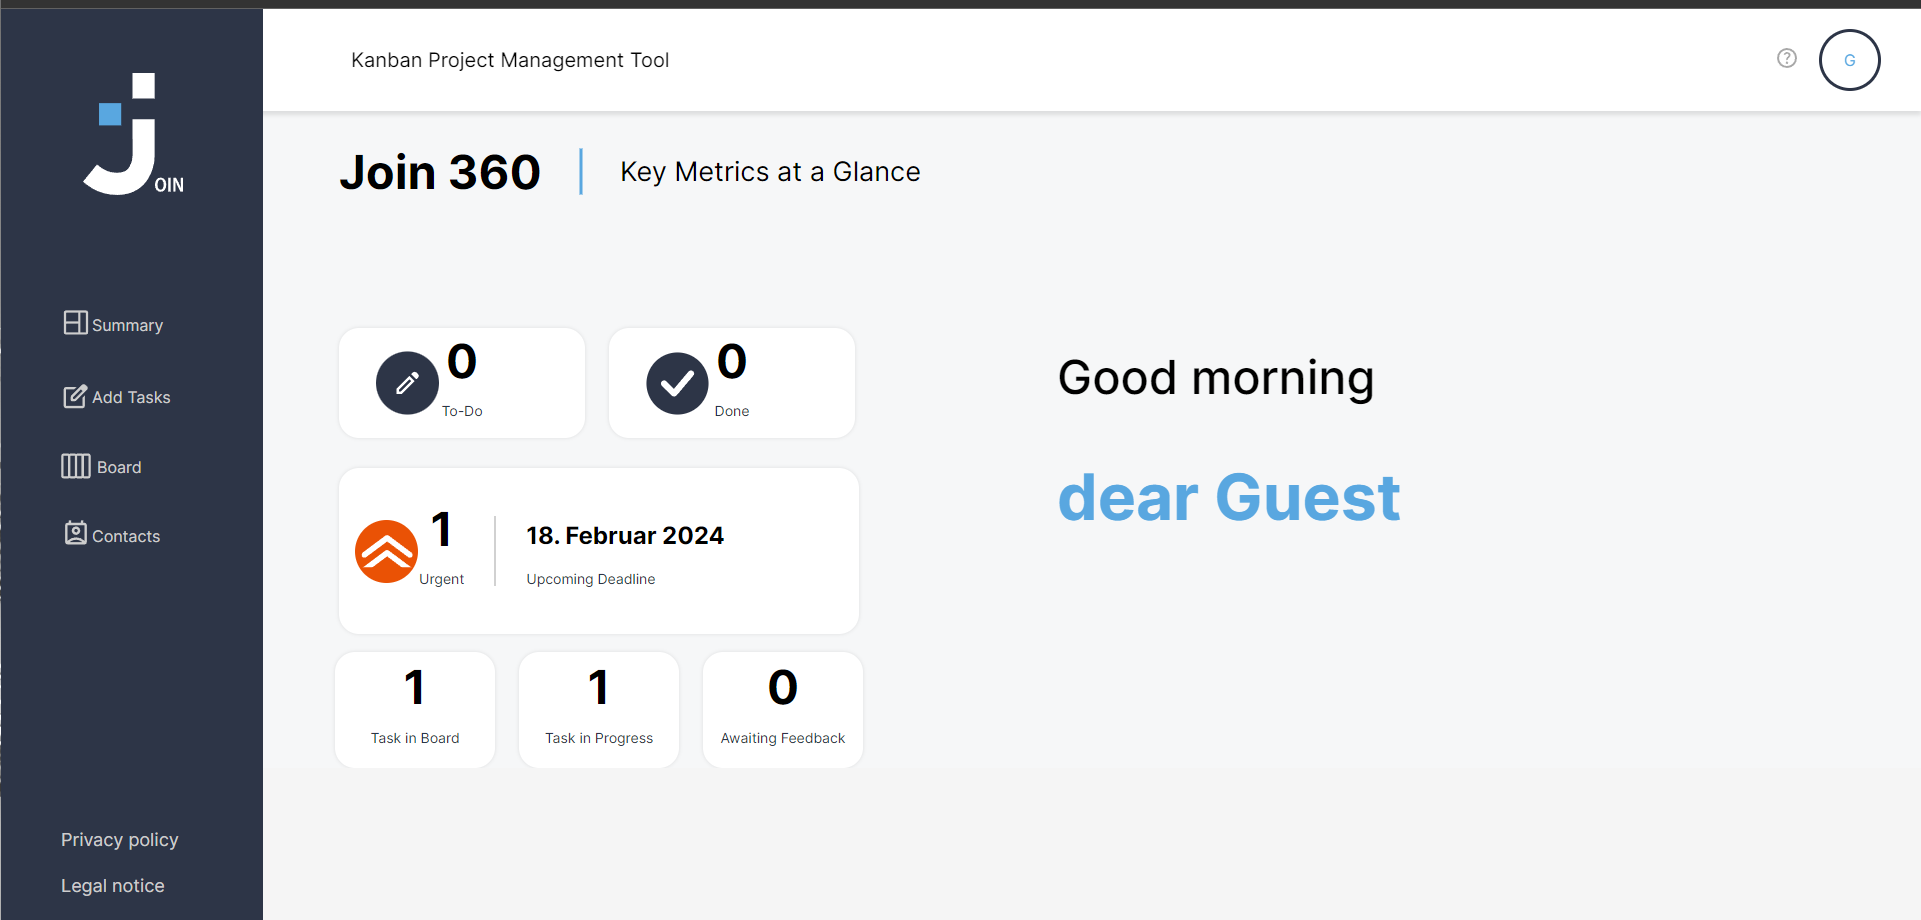 Kanban Project Management Tool
G
OIN
Join 360
Key Metrics at a Glance
Summary
Add Tasks
Board
Contacts
Privacy policy
Legal notice
0
To-Do
0
Done
1
Urgent
18. Februar 2024
Upcoming Deadline
1
Task in Board
1
Task in Progress
0
Awaiting Feedback
Good morning
dear Guest